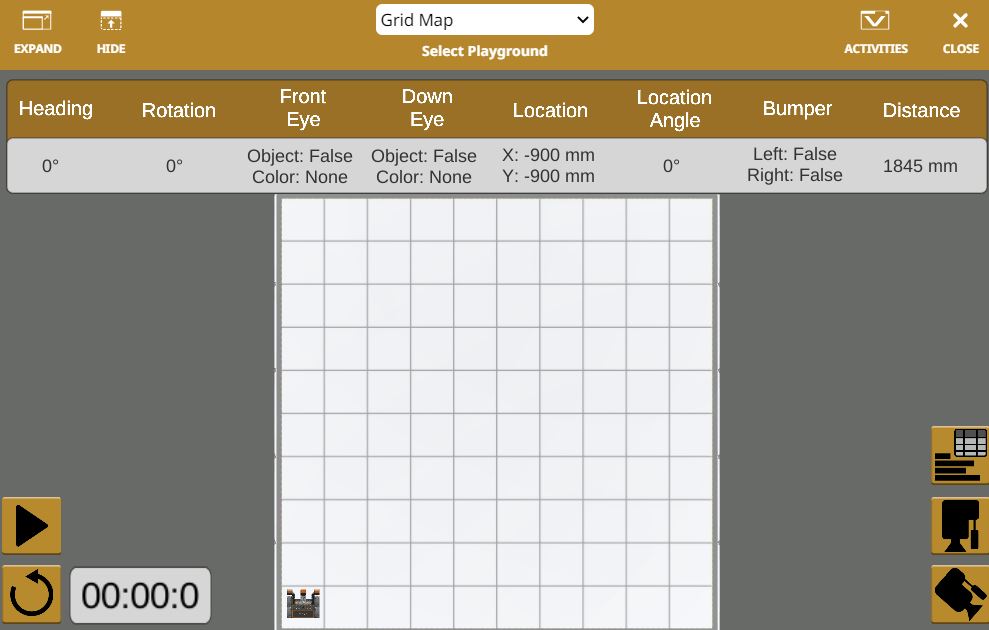 Grid Map
EXPAND
HIDE
Select Playground
ACTIVITIES
CLOSE
Heading
Rotation
Front
Eye
Down
Eye
Location
Location
Angle
Bumper
Distance
0°
0°
Object: False
Color: None
Object: False
Color: None
X: -900 mm
Y: -900 mm
0°
Left: False
Right: False
1845 mm
00:00:0